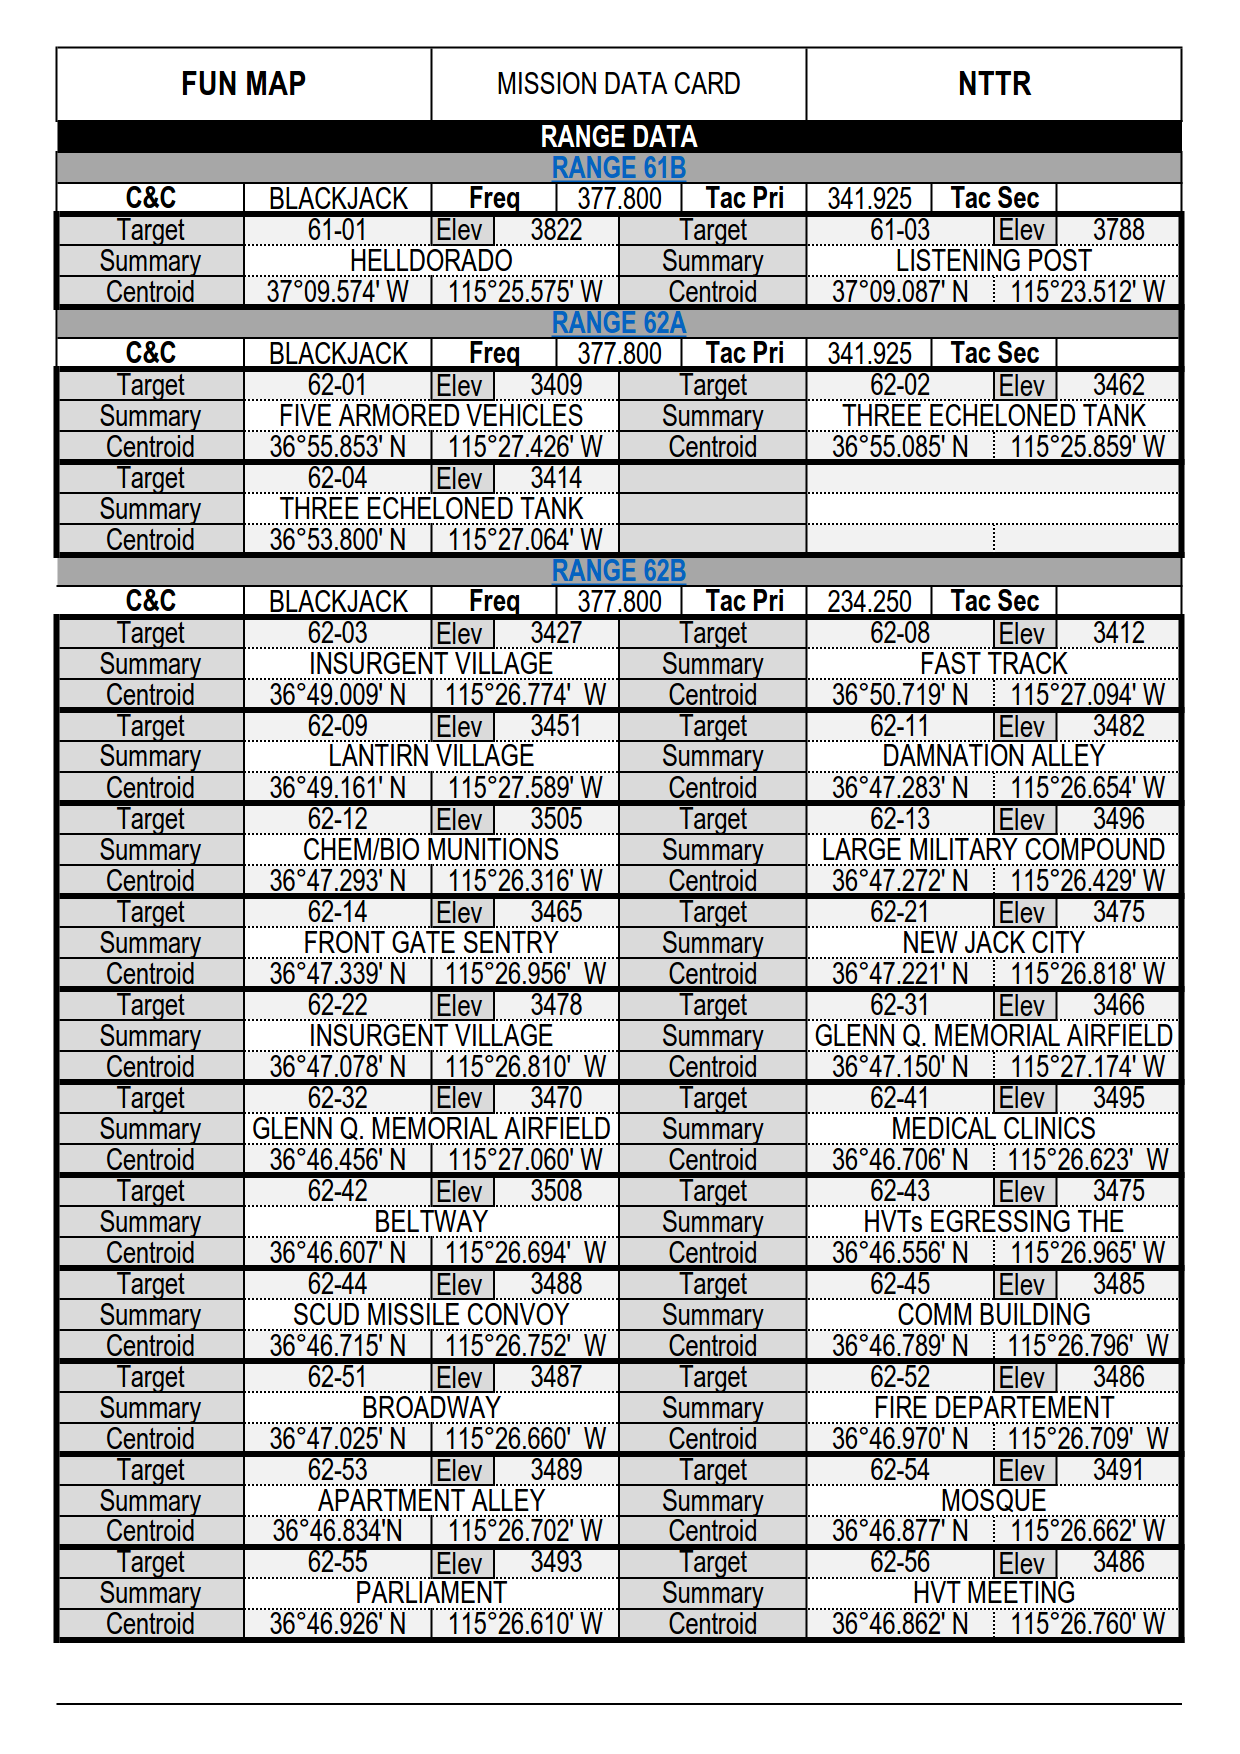 FUN MAP MISSION DATA CARD NTTR
RANGE DATA
RANGE 61B
C&C BLACKJACK Freq 377.800 Tac Pri 341.925 Tac Sec
Target 61-01 Elev 3822 Target 61-03 Elev 3788
Summary HELLDORADO Summary LISTENING POST
Centroid 37°09.574' W 115°25.575' W Centroid 37°09.087' N 115°23.512' W
RANGE 62A
C&C BLACKJACK Freq 377.800 Tac Pri 341.925 Tac Sec
Target 62-01 Elev 3409 Target 62-02 Elev 3462
Summary FIVE ARMORED VEHICLES Summary THREE ECHELONED TANK
Centroid 36°55.853' N 115°27.426' W Centroid 36°55.085' N 115°25.859' W
Target 62-04 Elev 3414
Summary THREE ECHELONED TANK
Centroid 36°53.800' N 115°27.064' W
RANGE 62B
C&C BLACKJACK Freq 377.800 Tac Pri 234.250 Tac Sec
Target 62-03 Elev 3427 Target 62-08 Elev 3412
Summary INSURGENT VILLAGE Summary FAST TRACK
Centroid 36°49.009' N 115°26.774' W Centroid 36°50.719' N 115°27.094' W
Target 62-09 Elev 3451 Target 62-11 Elev 3482
Summary LANTIRN VILLAGE Summary DAMNATION ALLEY
Centroid 36°49.161' N 115°27.589' W Centroid 36°47.283' N 115°26.654' W
Target 62-12 Elev 3505 Target 62-13 Elev 3496
Summary CHEM/BIO MUNITIONS Summary LARGE MILITARY COMPOUND
Centroid 36°47.293' N 115°26.316' W Centroid 36°47.272' N 115°26.429' W
Target 62-14 Elev 3465 Target 62-21 Elev 3475
Summary FRONT GATE SENTRY Summary NEW JACK CITY
Centroid 36°47.339' N 115°26.956' W Centroid 36°47.221' N 115°26.818' W
Target 62-22 Elev 3478 Target 62-31 Elev 3466
Summary INSURGENT VILLAGE Summary GLENN Q. MEMORIAL AIRFIELD
Centroid 36°47.078' N 115°26.810' W Centroid 36°47.150' N 115°27.174' W
Target 62-32 Elev 3470 Target 62-41 Elev 3495
Summary GLENN Q. MEMORIAL AIRFIELD Summary MEDICAL CLINICS
Centroid 36°46.456' N 115°27.060' W Centroid 36°46.706' N 115°26.623' W
Target 62-42 Elev 3508 Target 62-43 Elev 3475
Summary BELTWAY Summary HVTs EGRESSING THE
Centroid 36°46.607' N 115°26.694' W Centroid 36°46.556' N 115°26.965' W
Target 62-44 Elev 3488 Target 62-45 Elev 3485
Summary SCUD MISSILE CONVOY Summary COMM BUILDING
Centroid 36°46.715' N 115°26.752' W Centroid 36°46.789' N 115°26.796' W
Target 62-51 Elev 3487 Target 62-52 Elev 3486
Summary BROADWAY Summary FIRE DEPARTEMENT
Centroid 36°47.025' N 115°26.660' W Centroid 36°46.970' N 115°26.709' W
Target 62-53 Elev 3489 Target 62-54 Elev 3491
Summary APARTMENT ALLEY Summary MOSQUE
Centroid 36°46.834'N 115°26.702' W Centroid 36°46.877' N 115°26.662' W
Target 62-55 Elev 3493 Target 62-56 Elev 3486
Summary PARLIAMENT Summary HVT MEETING
Centroid 36°46.926' N 115°26.610' W Centroid 36°46.862' N 115°26.760' W